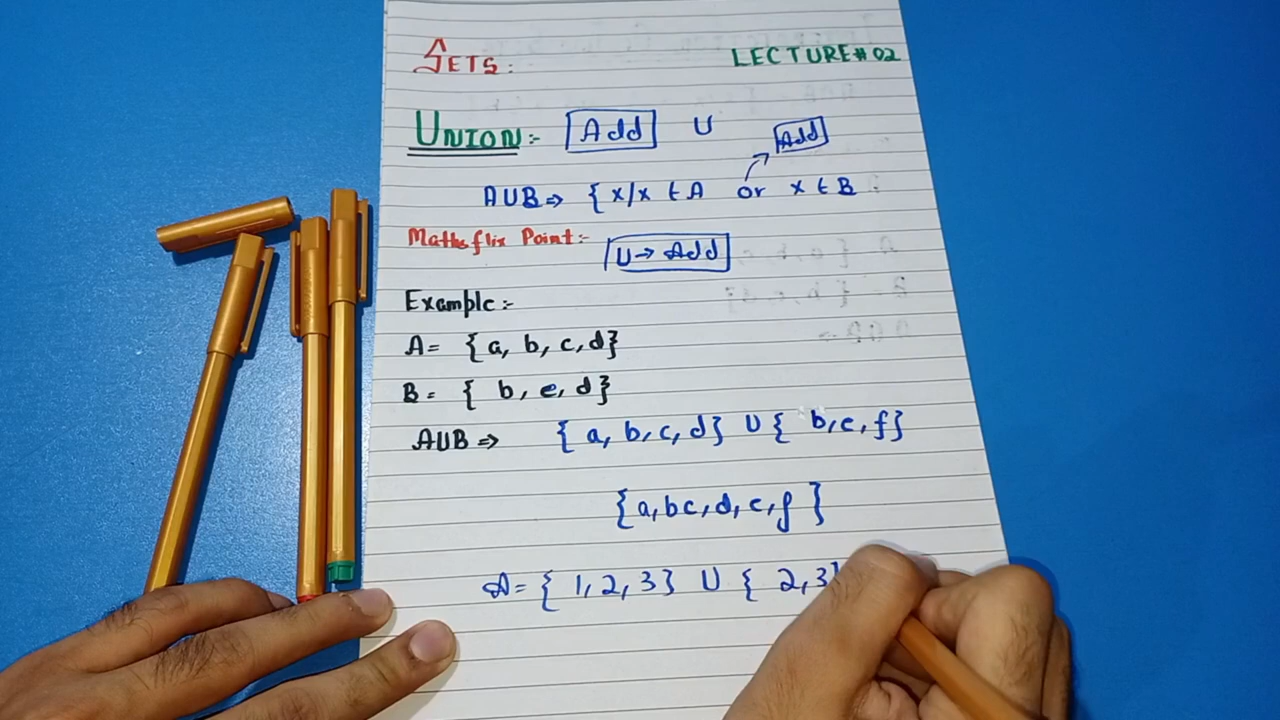 SETS:
LECTURE# 02
UNION:- Add U
Add
AUB⇒ { x/x ∈ A or x ∈ B
Mathsflix Point:- U→ Add
Example:-
A= {a, b, c, d}
B= { b, e, d}
AUB⇒ { a, b, c, d} U { b, e, f}
{a, bc, d, e, f }
A= { 1, 2, 3} U { 2, 3}